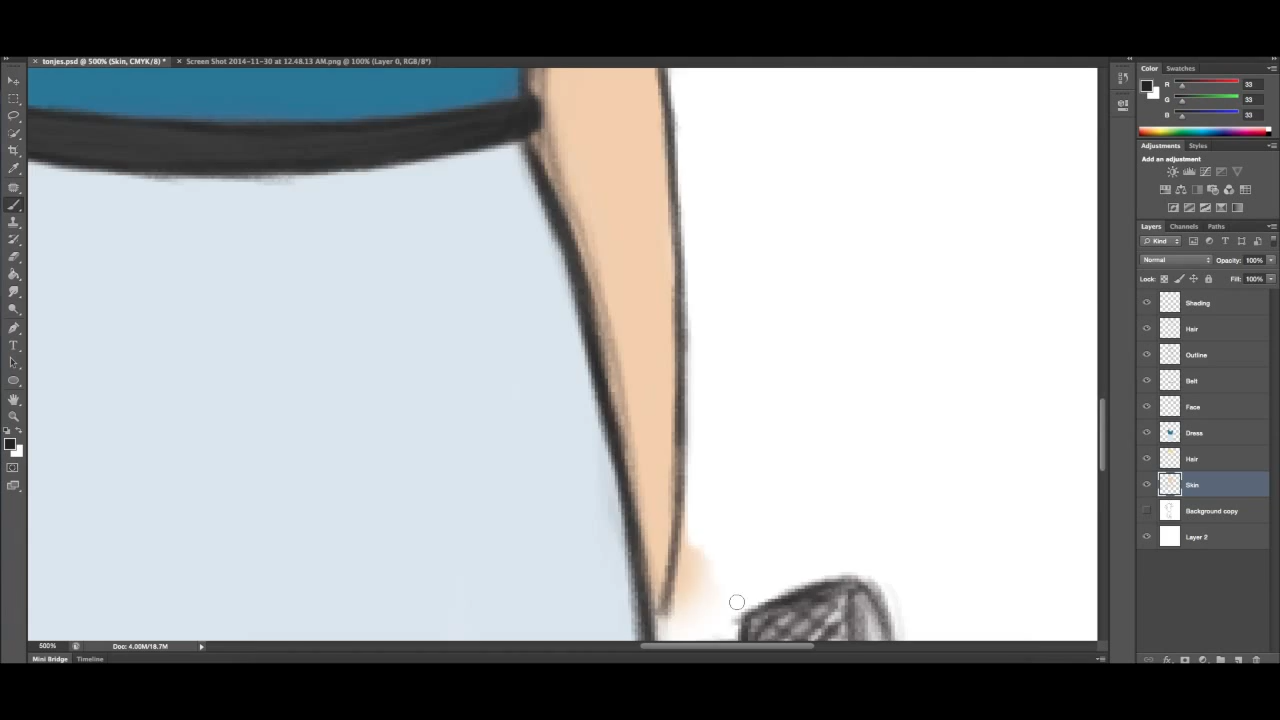 tonjes.psd @ 500% (Skin, CMYK/8) *
Screen Shot 2014-11-30 at 12.48.13 AM.png @ 100% (Layer 0, RGB/8*)
Color
Swatches
R
33
G
33
B
33
Adjustments
Styles
Add an adjustment
Layers
Channels
Paths
Kind
T
Normal
Opacity: 100%
Lock:
Fill: 100%
Shading
Hair
Outline
Belt
Face
Dress
Hair
Skin
Background copy
Layer 2
500%
Doc: 4.00M/18.7M
Mini Bridge
Timeline
fx